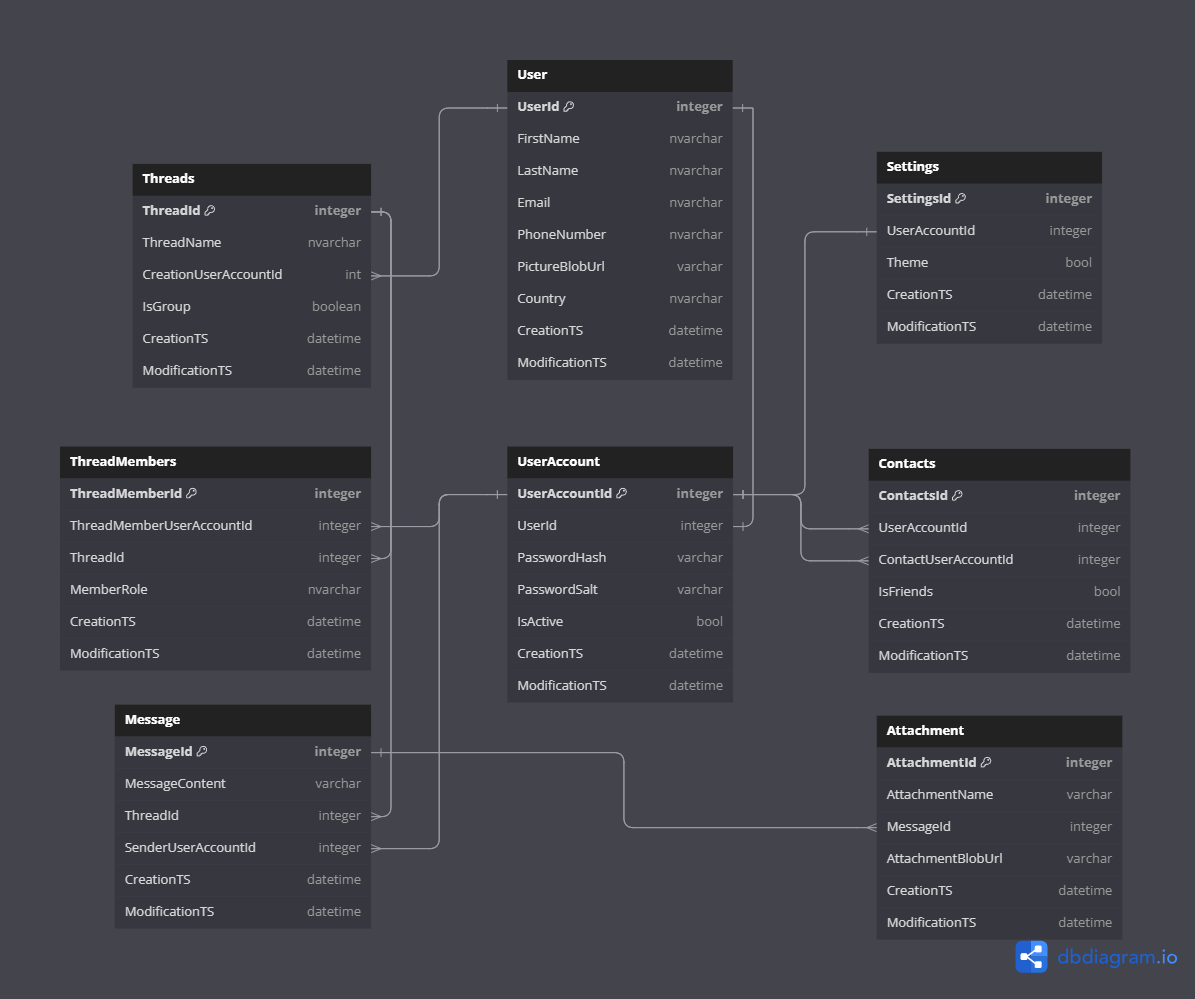 User
UserId integer
FirstName nvarchar
LastName nvarchar
Email nvarchar
PhoneNumber nvarchar
PictureBlobUrl varchar
Country nvarchar
CreationTS datetime
ModificationTS datetime
Threads
ThreadId integer
ThreadName nvarchar
CreationUserAccountId int
IsGroup boolean
CreationTS datetime
ModificationTS datetime
Settings
SettingsId integer
UserAccountId integer
Theme bool
CreationTS datetime
ModificationTS datetime
ThreadMembers
ThreadMemberId integer
ThreadMemberUserAccountId integer
ThreadId integer
MemberRole nvarchar
CreationTS datetime
ModificationTS datetime
UserAccount
UserAccountId integer
UserId integer
PasswordHash varchar
PasswordSalt varchar
IsActive bool
CreationTS datetime
ModificationTS datetime
Contacts
ContactsId integer
UserAccountId integer
ContactUserAccountId integer
IsFriends bool
CreationTS datetime
ModificationTS datetime
Message
MessageId integer
MessageContent varchar
ThreadId integer
SenderUserAccountId integer
CreationTS datetime
ModificationTS datetime
Attachment
AttachmentId integer
AttachmentName varchar
MessageId integer
AttachmentBlobUrl varchar
CreationTS datetime
ModificationTS datetime
dbdiagram.io